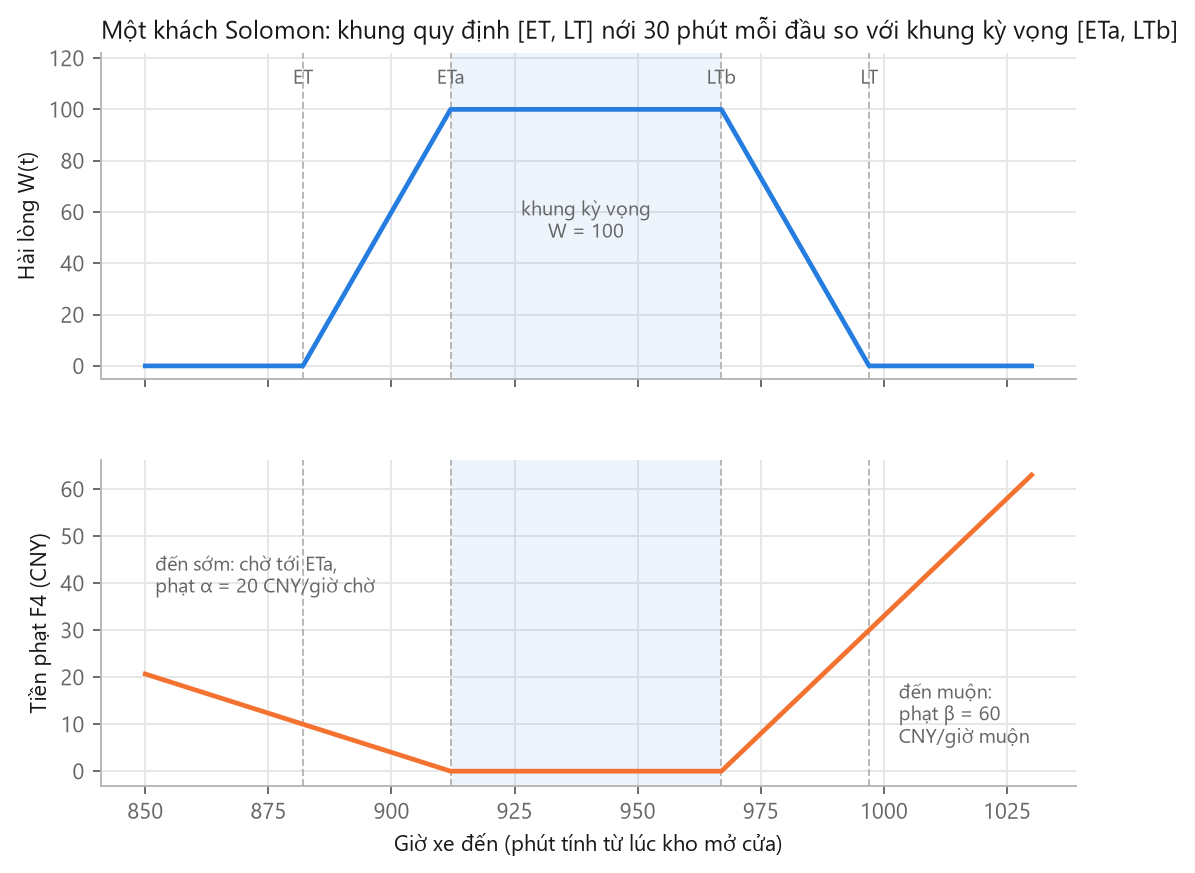 Một khách Solomon: khung quy định [ET, LT] nới 30 phút mỗi đầu so với khung kỳ vọng [ETa, LTb]
120
100
80
60
40
20
0
Hài lòng W(t)
ET
ETa
LTb
LT
khung kỳ vọng
W = 100
60
50
40
30
20
10
0
Tiền phạt F4 (CNY)
đến sớm: chờ tới ETa,
phạt α = 20 CNY/giờ chờ
đến muộn:
phạt β = 60
CNY/giờ muộn
850
875
900
925
950
975
1000
1025
Giờ xe đến (phút tính từ lúc kho mở cửa)